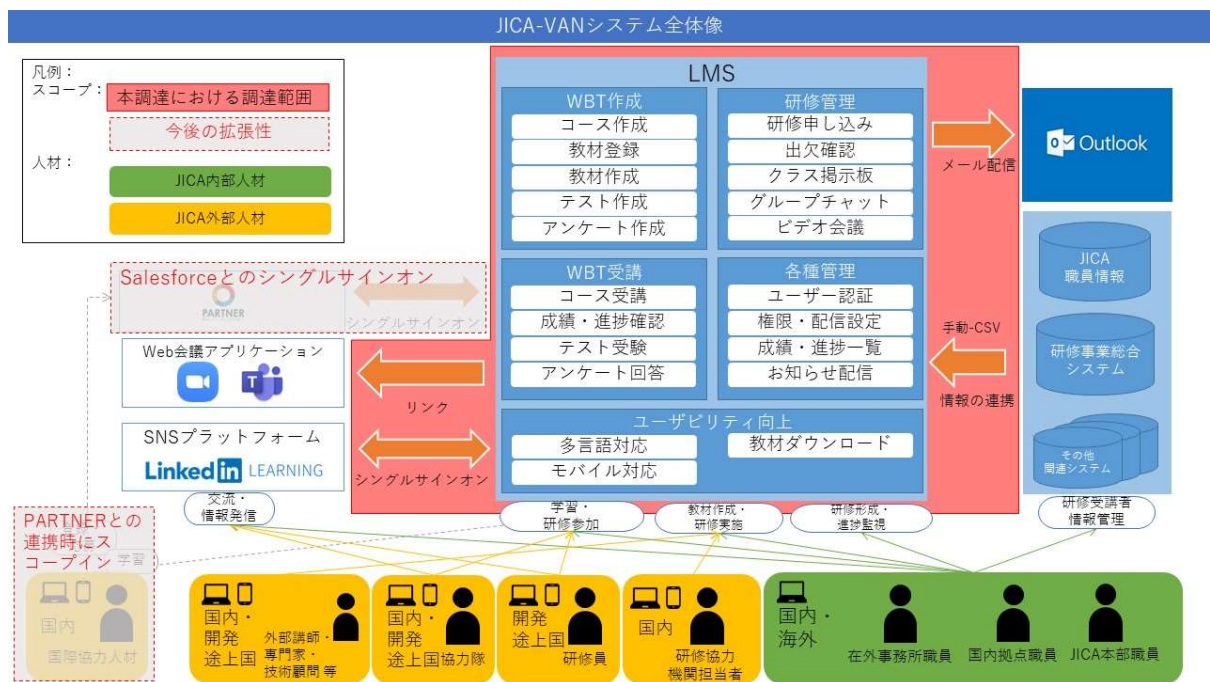 JICA-VANシステム全体像
凡例：
スコープ：
本調達における調達範囲
今後の拡張性
人材：
JICA内部人材
JICA外部人材
LMS
WBT作成
コース作成
教材登録
教材作成
テスト作成
アンケート作成
研修管理
研修申し込み
出欠確認
クラス掲示板
グループチャット
ビデオ会議
WBT受講
コース受講
成績・進捗確認
テスト受験
アンケート回答
各種管理
ユーザー認証
権限・配信設定
成績・進捗一覧
お知らせ配信
ユーザビリティ向上
多言語対応
モバイル対応
教材ダウンロード
メール配信
Outlook
JICA
職員情報
研修事業総合
システム
その他
関連システム
手動-CSV
情報の連携
Salesforceとのシングルサインオン
PARTNER
シングルサインオン
Web会議アプリケーション
リンク
SNSプラットフォーム
Linked in LEARNING
シングルサインオン
交流・
情報発信
学習・
研修参加
教材作成・
研修実施
研修形成・
進捗監視
研修受講者
情報管理
PARTNERとの
連携時にス
コープイン
学習
国内
国際協力人材
国内・
開発
途上国
外部講師・
専門家・
技術顧問 等
国内・
開発
途上国
協力隊
開発
途上国
研修員
国内
研修協力
機関担当者
国内・
海外
在外事務所職員
国内拠点職員
JICA本部職員